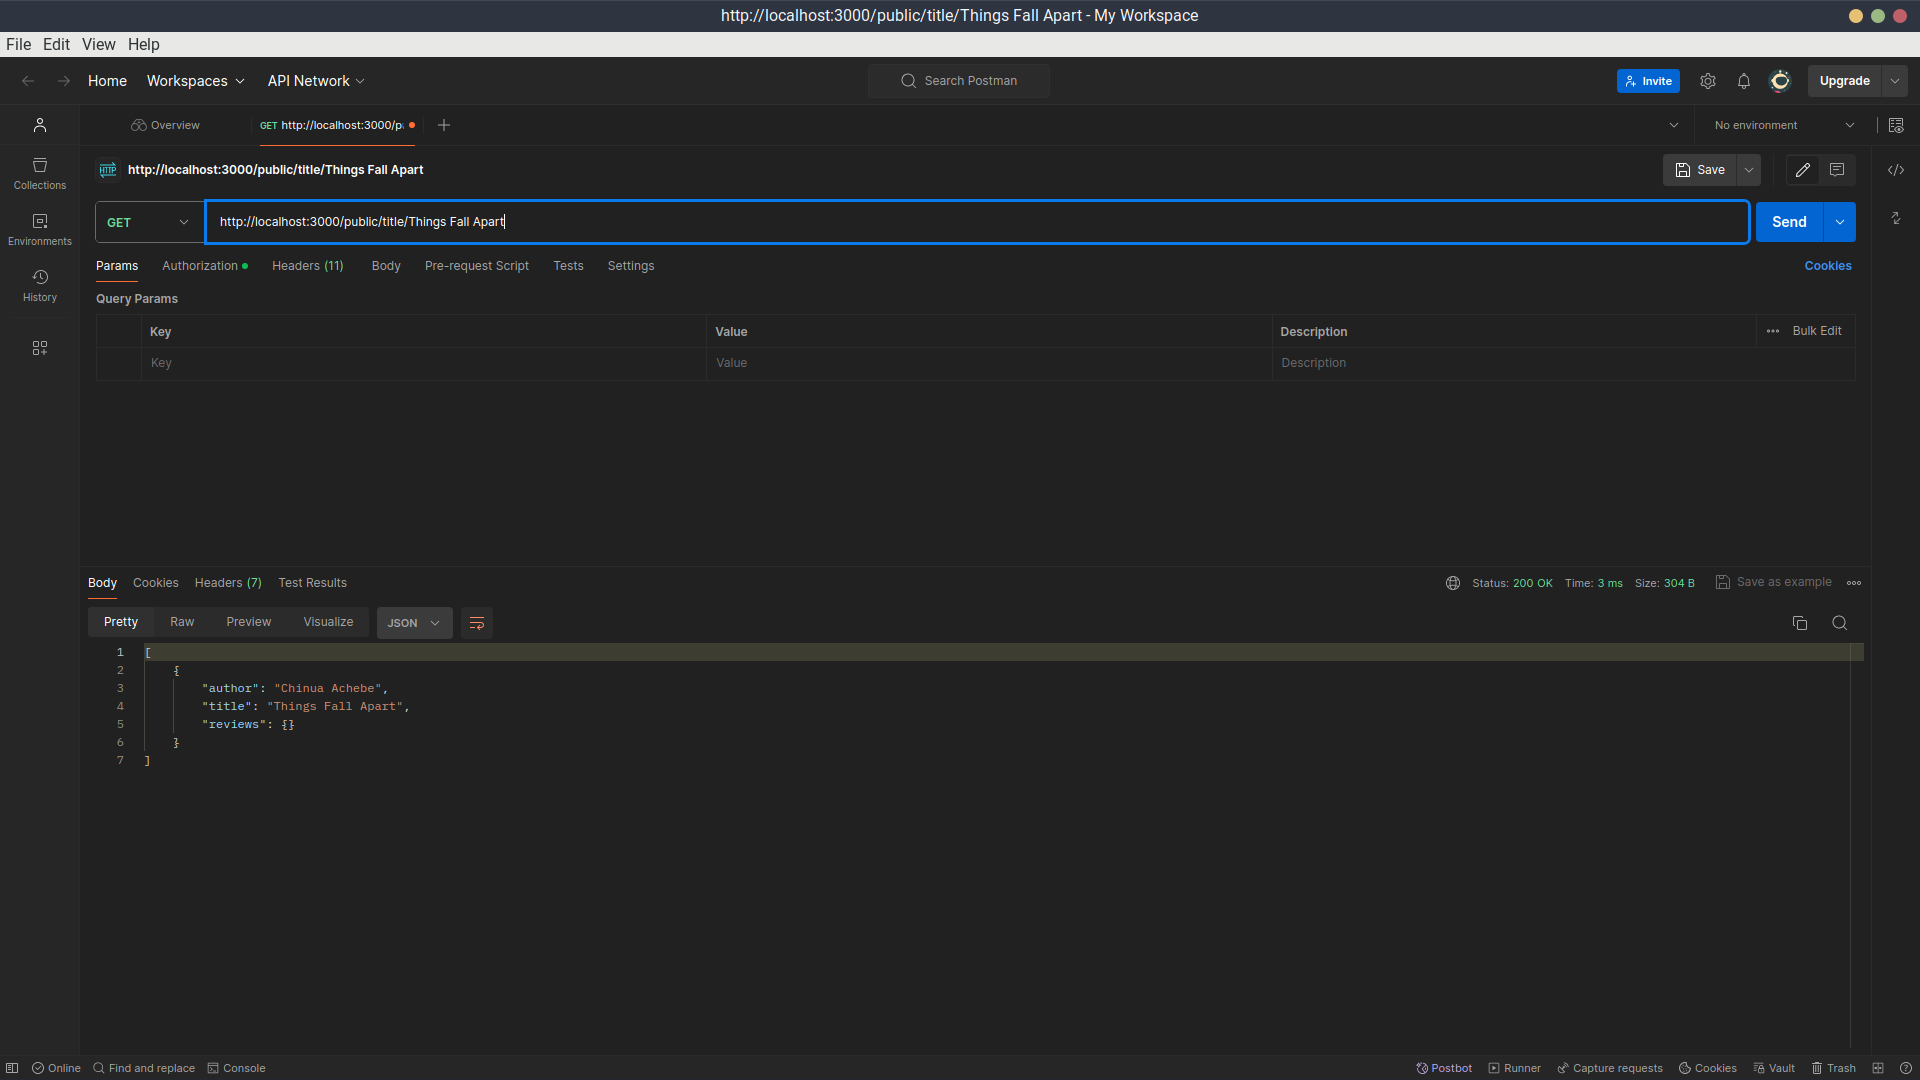 http://localhost:3000/public/title/Things Fall Apart - My Workspace
File Edit View Help
Home Workspaces API Network Search Postman Invite Upgrade
Overview GET http://localhost:3000/p No environment
HTTP http://localhost:3000/public/title/Things Fall Apart Save
Collections
GET http://localhost:3000/public/title/Things Fall Apart Send
Environments
Params Authorization Headers (11) Body Pre-request Script Tests Settings Cookies
History
Query Params
Key Value Description Bulk Edit
Key Value Description
Body Cookies Headers (7) Test Results Status: 200 OK Time: 3 ms Size: 304 B Save as example
Pretty Raw Preview Visualize JSON
1 [
2 {
3 "author": "Chinua Achebe",
4 "title": "Things Fall Apart",
5 "reviews": {}
6 }
7 ]
Online Find and replace Console Postbot Runner Capture requests Cookies Vault Trash